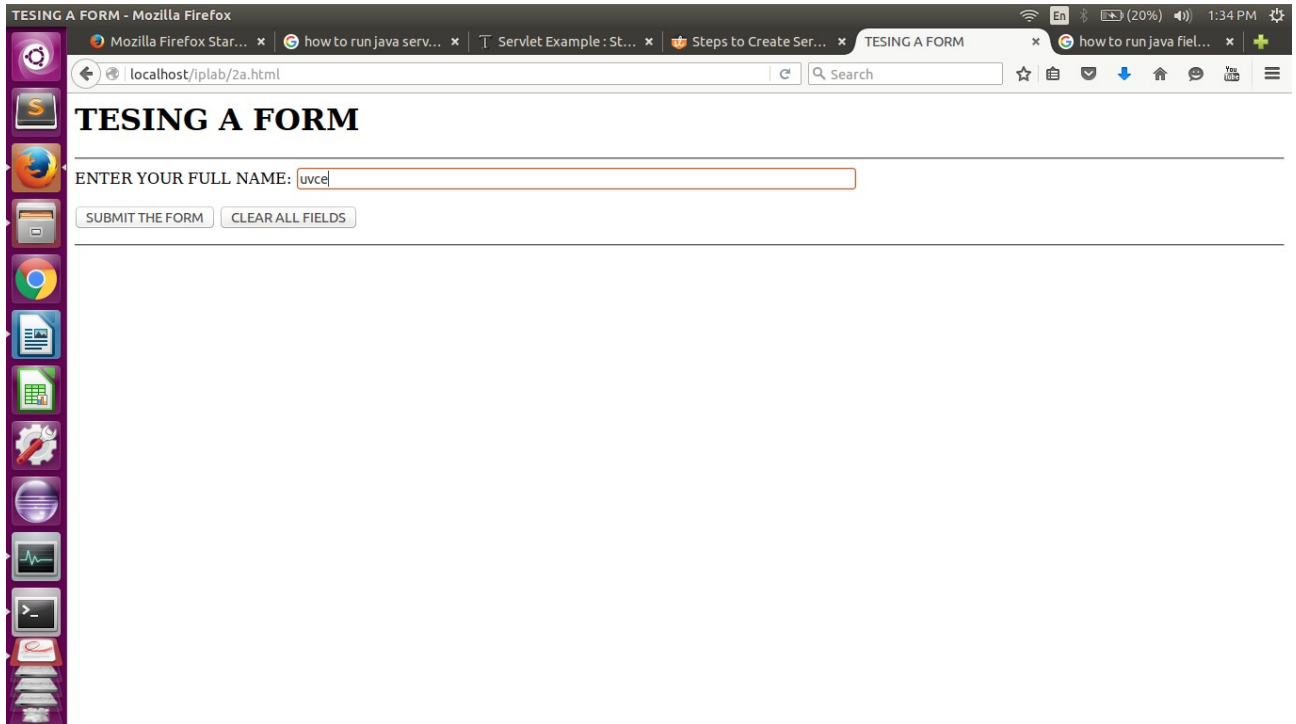 TESING A FORM - Mozilla Firefox
En
(20%)
1:34 PM
Mozilla Firefox Star...
how to run java serv...
Servlet Example : St...
Steps to Create Ser...
TESING A FORM
how to run java fiel...
localhost/iplab/2a.html
Search
You
Tube
TESING A FORM
ENTER YOUR FULL NAME: uvce
SUBMIT THE FORM CLEAR ALL FIELDS